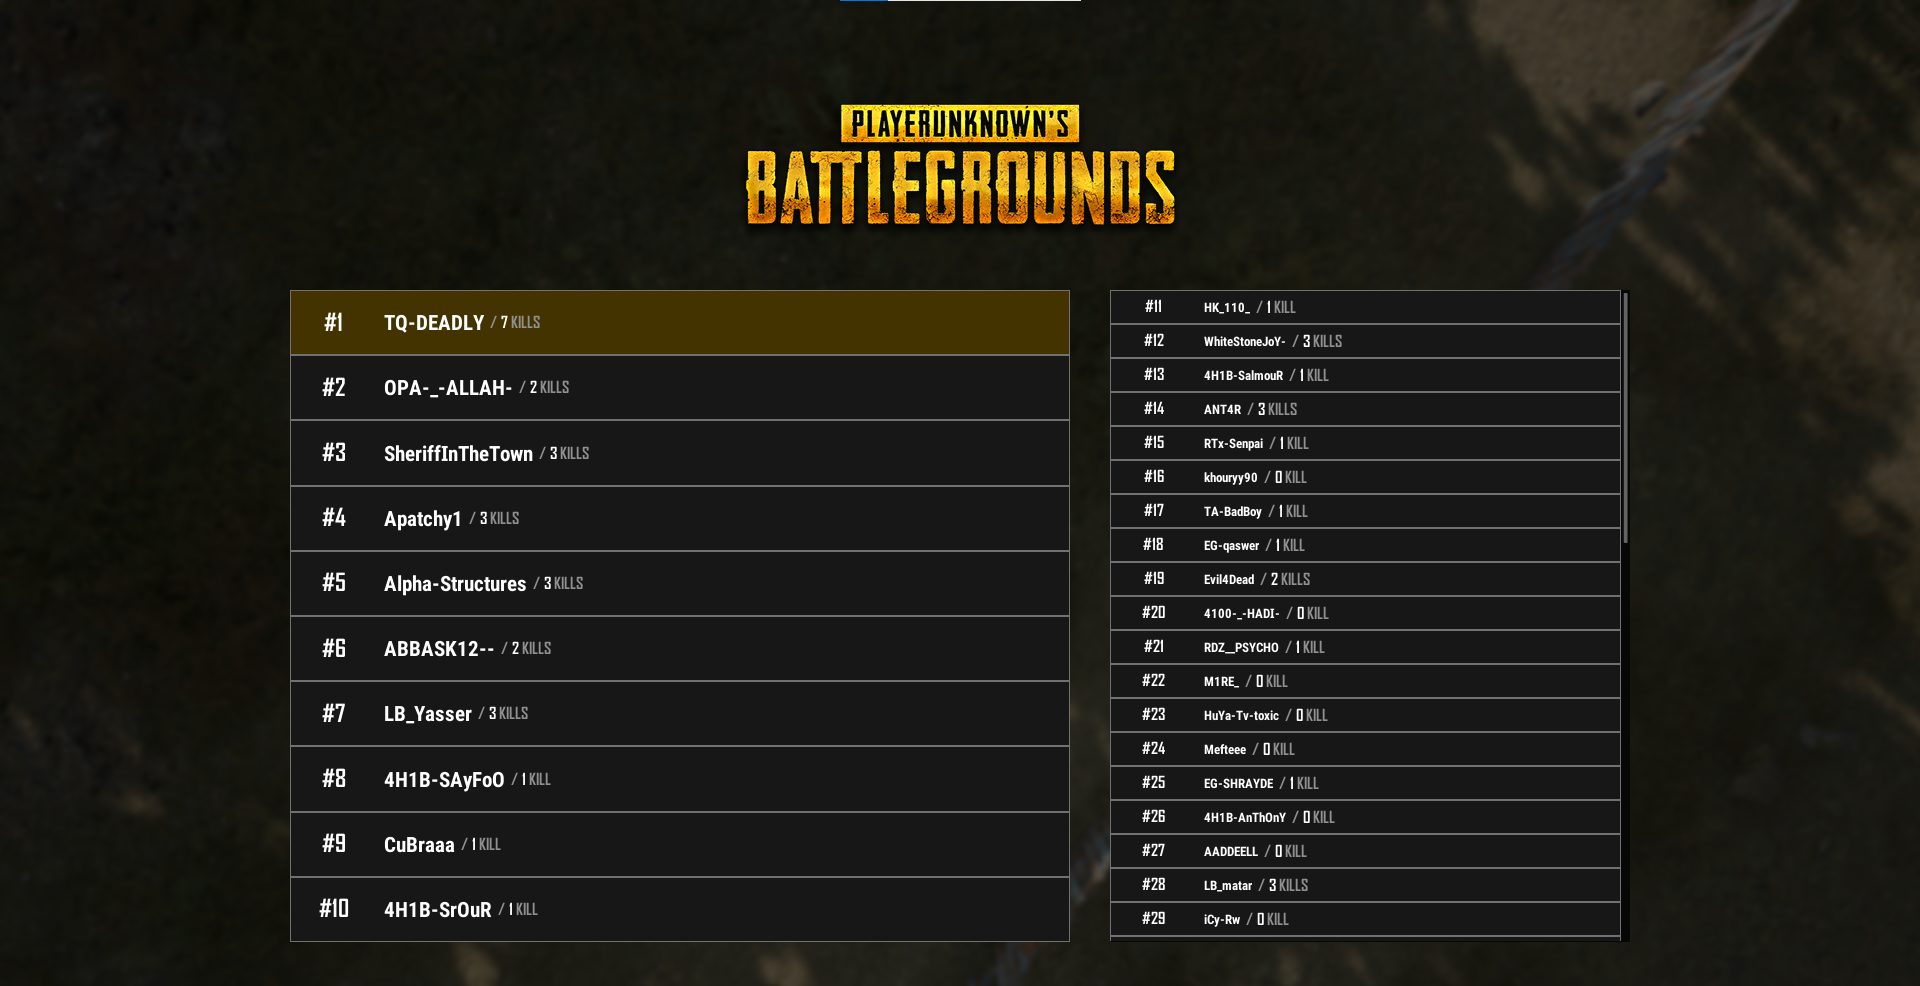 PLAYERUNKNOWN'S
BATTLEGROUNDS
#1 TQ-DEADLY / 7 KILLS
#2 OPA-_-ALLAH- / 2 KILLS
#3 SheriffInTheTown / 3 KILLS
#4 Apatchy1 / 3 KILLS
#5 Alpha-Structures / 3 KILLS
#6 ABBASK12-- / 2 KILLS
#7 LB_Yasser / 3 KILLS
#8 4H1B-SAyFoO / 1 KILL
#9 CuBraaa / 1 KILL
#10 4H1B-SrOuR / 1 KILL
#11 HK_110_ / 1 KILL
#12 WhiteStoneJoY- / 3 KILLS
#13 4H1B-SalmouR / 1 KILL
#14 ANT4R / 3 KILLS
#15 RTx-Senpai / 1 KILL
#16 khouryy90 / 0 KILL
#17 TA-BadBoy / 1 KILL
#18 EG-qaswer / 1 KILL
#19 Evil4Dead / 2 KILLS
#20 4100-_-HADI- / 0 KILL
#21 RDZ__PSYCHO / 1 KILL
#22 M1RE_ / 0 KILL
#23 HuYa-Tv-toxic / 0 KILL
#24 Mefteee / 0 KILL
#25 EG-SHRAYDE / 1 KILL
#26 4H1B-AnThOnY / 0 KILL
#27 AADDEELL / 0 KILL
#28 LB_matar / 3 KILLS
#29 iCy-Rw / 0 KILL